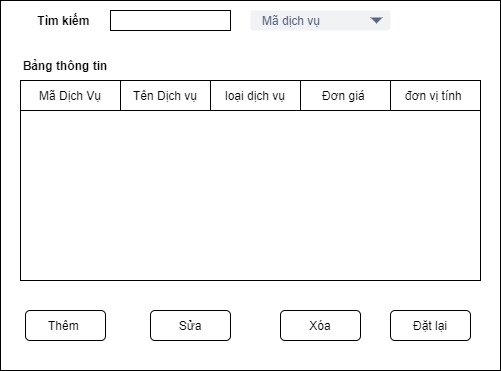 Tìm kiếm Mã dịch vụ
Bảng thông tin
Mã Dịch Vụ Tên Dịch vụ loại dịch vụ Đơn giá đơn vị tính
Thêm Sửa Xóa Đặt lại